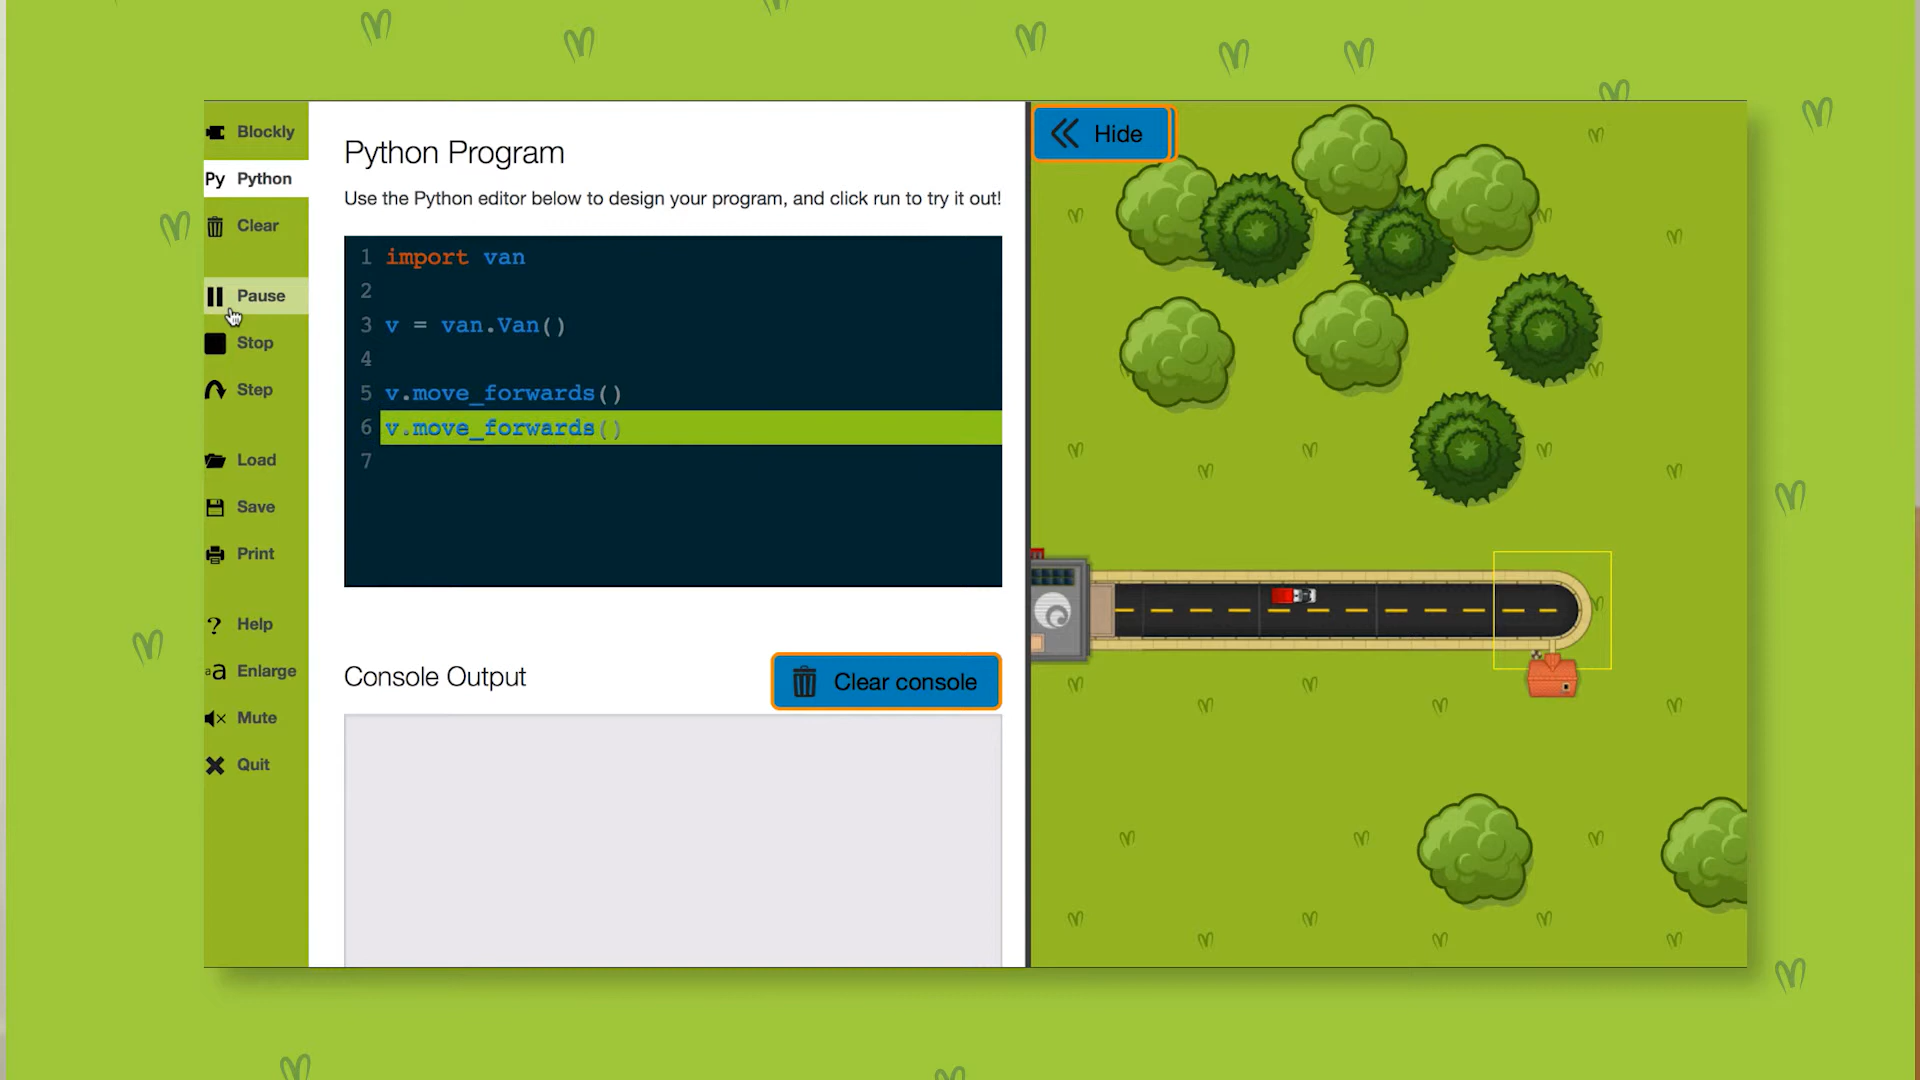 Blockly
Py Python
Clear
Pause
Stop
Step
Load
Save
Print
? Help
aa Enlarge
Mute
Quit
Python Program
Use the Python editor below to design your program, and click run to try it out!
1 import van
2
3 v = van.Van()
4
5 v.move_forwards()
6 v.move_forwards()
7
Console Output
Clear console
Hide